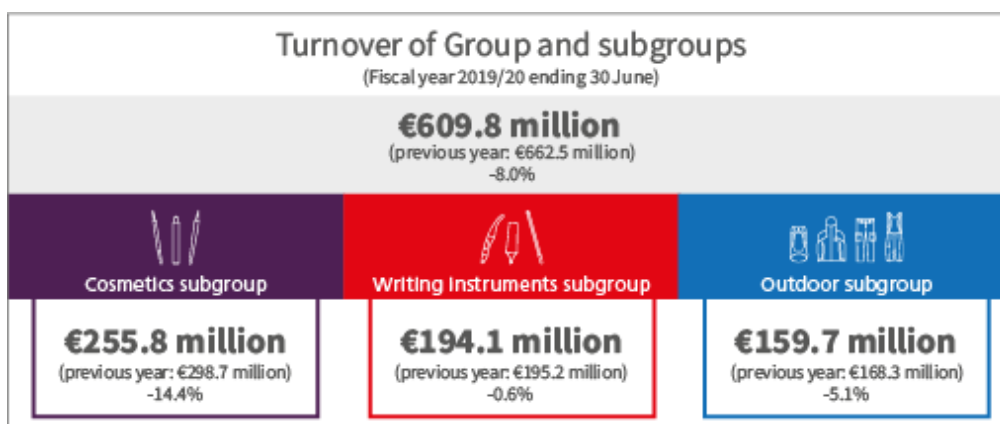 Turnover of Group and subgroups
(Fiscal year 2019/20 ending 30 June)
€609.8 million
(previous year: €662.5 million)
-8.0%
Cosmetics subgroup
Writing Instruments subgroup
Outdoor subgroup
€255.8 million
(previous year: €298.7 million)
-14.4%
€194.1 million
(previous year: €195.2 million)
-0.6%
€159.7 million
(previous year: €168.3 million)
-5.1%